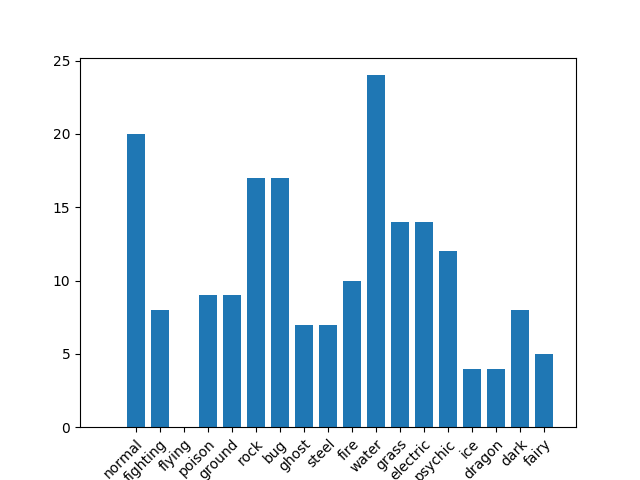 25
20
15
10
5
0
normal
fighting
flying
poison
ground
rock
bug
ghost
steel
fire
water
grass
electric
psychic
ice
dragon
dark
fairy